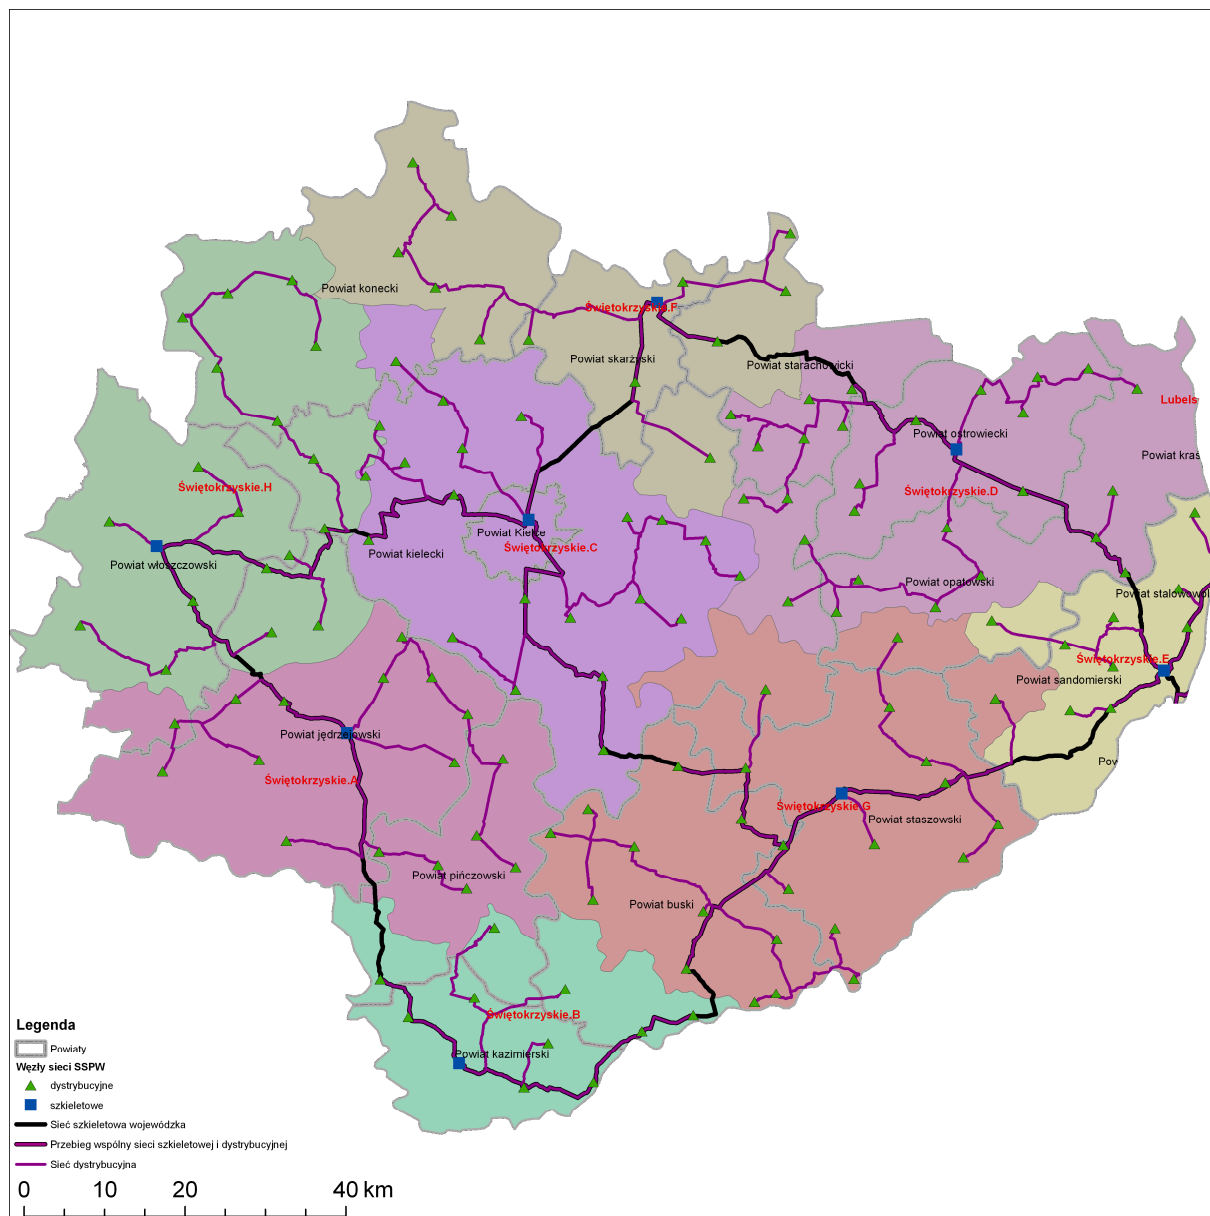 Powiat konecki
Świętokrzyskie.F
Powiat skarżyski
Powiat starachowicki
Lubels
Powiat ostrowiecki
Powiat kras
Świętokrzyskie.H
Świętokrzyskie.D
Powiat Kielce
Świętokrzyskie.C
Powiat kielecki
Powiat włoszczowski
Powiat opatowski
Powiat stalowowol
Świętokrzyskie.E
Powiat sandomierski
Powiat jędrzejowski
Pow
Świętokrzyskie.A
Świętokrzyskie.G
Powiat staszowski
Powiat pińczowski
Powiat buski
Świętokrzyskie.B
Powiat kazimierski
Legenda
Powiaty
Węzły sieci SSPW
dystrybucyjne
szkieletowe
Sieć szkieletowa wojewódzka
Przebieg wspólny sieci szkieletowej i dystrybucyjnej
Sieć dystrybucyjna
0 10 20 40 km